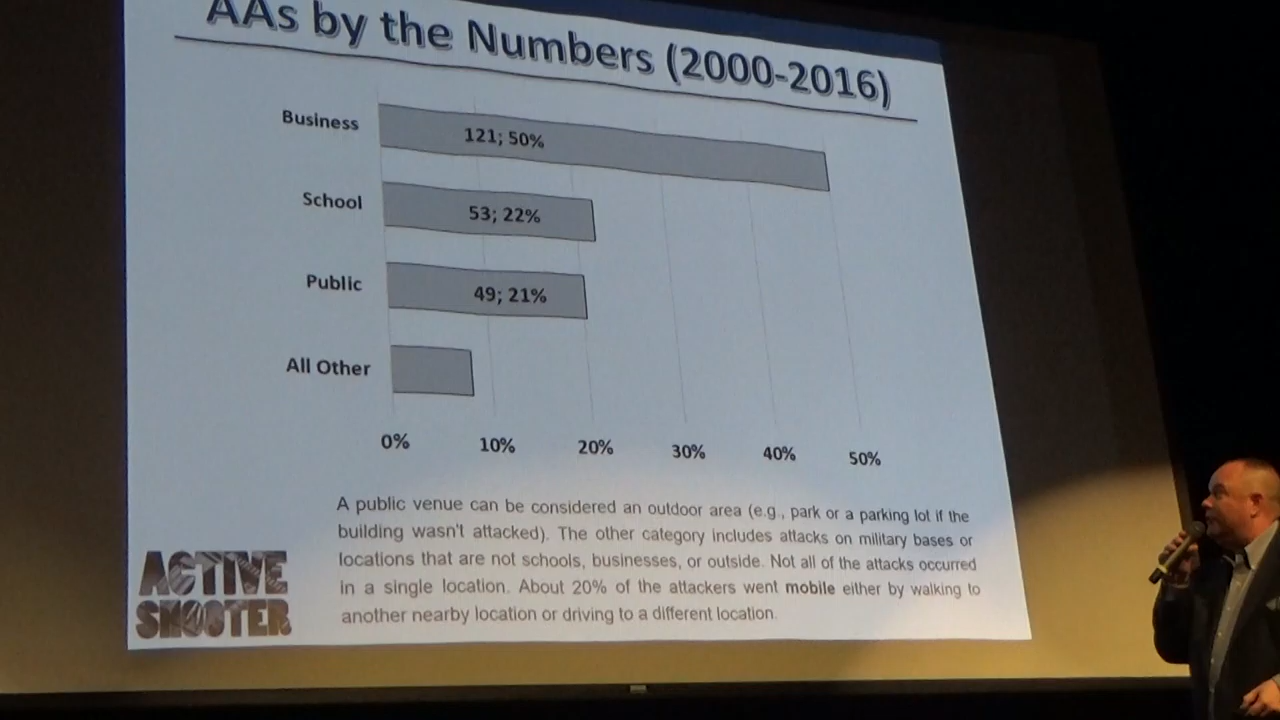 AAs by the Numbers (2000-2016)
Business
121; 50%
School
53; 22%
Public
49; 21%
All Other
0%
10%
20%
30%
40%
50%
A public venue can be considered an outdoor area (e.g., park or a parking lot if the
building wasn't attacked). The other category includes attacks on military bases or
locations that are not schools, businesses, or outside. Not all of the attacks occurred
in a single location. About 20% of the attackers went mobile either by walking to
another nearby location or driving to a different location.
ACTIVE
SHOOTER